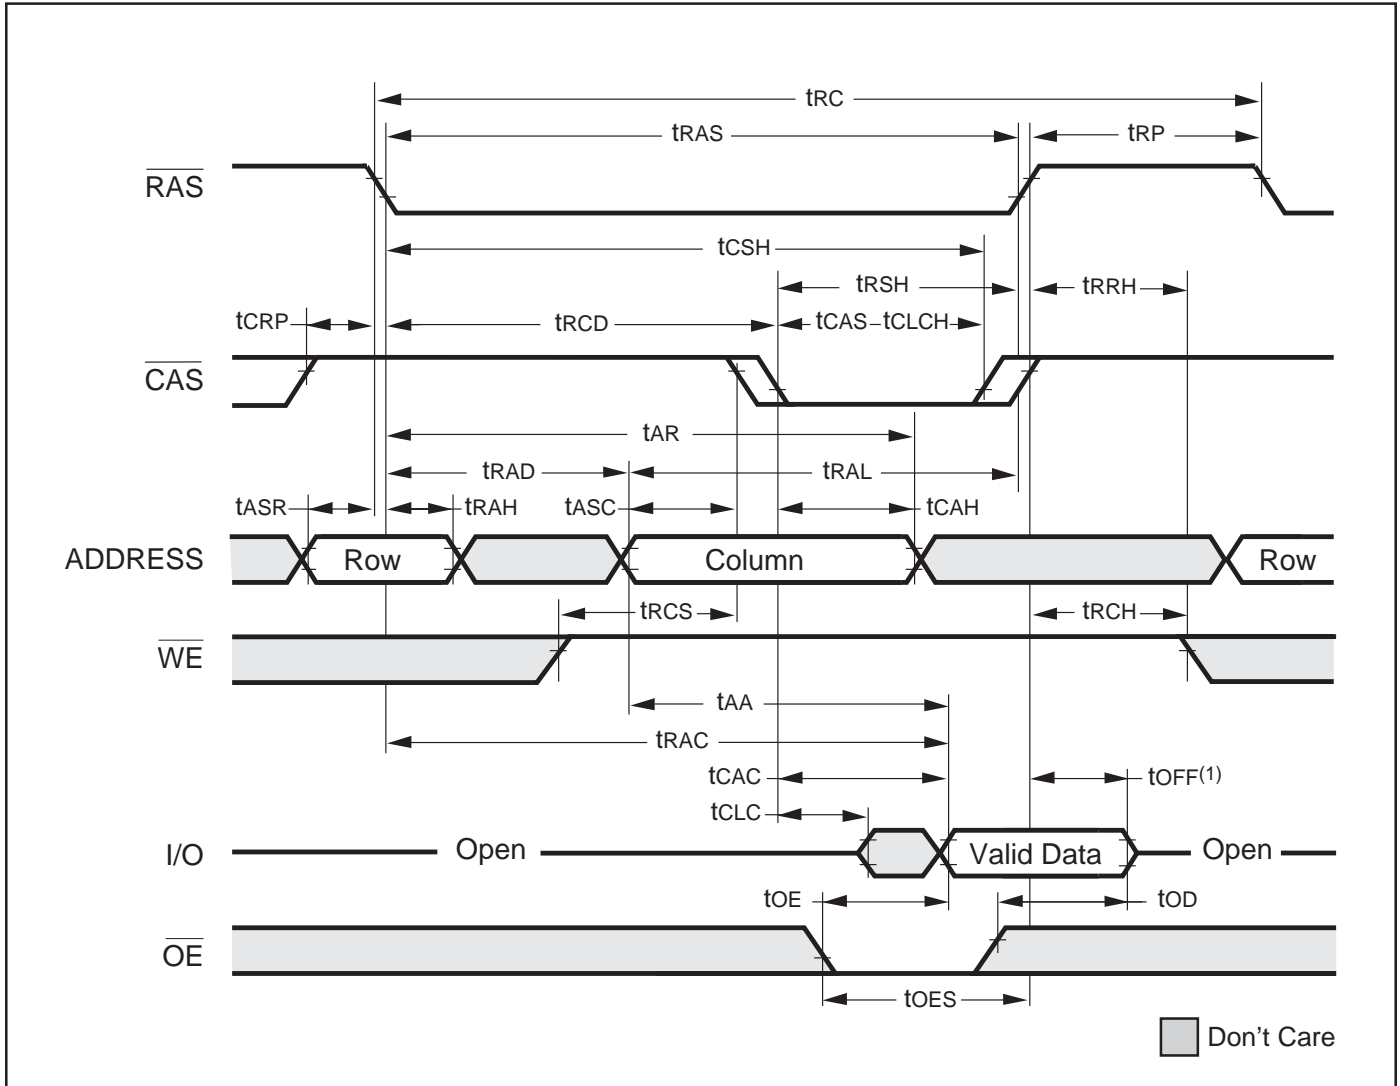 tRC
tRAS
tRP
RAS
tCSH
tRSH
tRRH
tCRP
tRCD
tCAS
tCLCH
CAS
tAR
tRAD
tRAL
tASR
tRAH
tASC
tCAH
ADDRESS
Row
Column
Row
tRCS
tRCH
WE
tAA
tRAC
tCAC
tOFF(1)
tCLC
I/O
Open
Valid Data
Open
tOE
tOD
OE
tOES
Don't Care